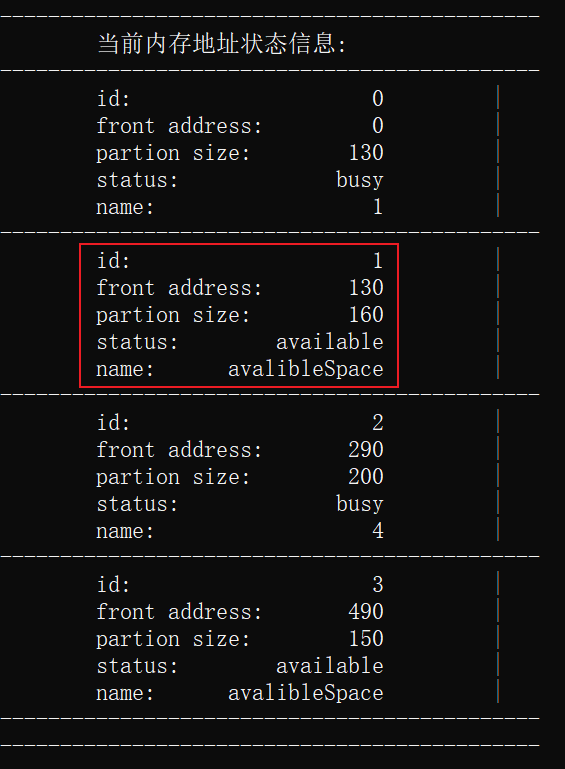 当前内存地址状态信息:
id: 0
front address: 0
partion size: 130
status: busy
name: 1
id: 1
front address: 130
partion size: 160
status: available
name: avalibleSpace
id: 2
front address: 290
partion size: 200
status: busy
name: 4
id: 3
front address: 490
partion size: 150
status: available
name: avalibleSpace